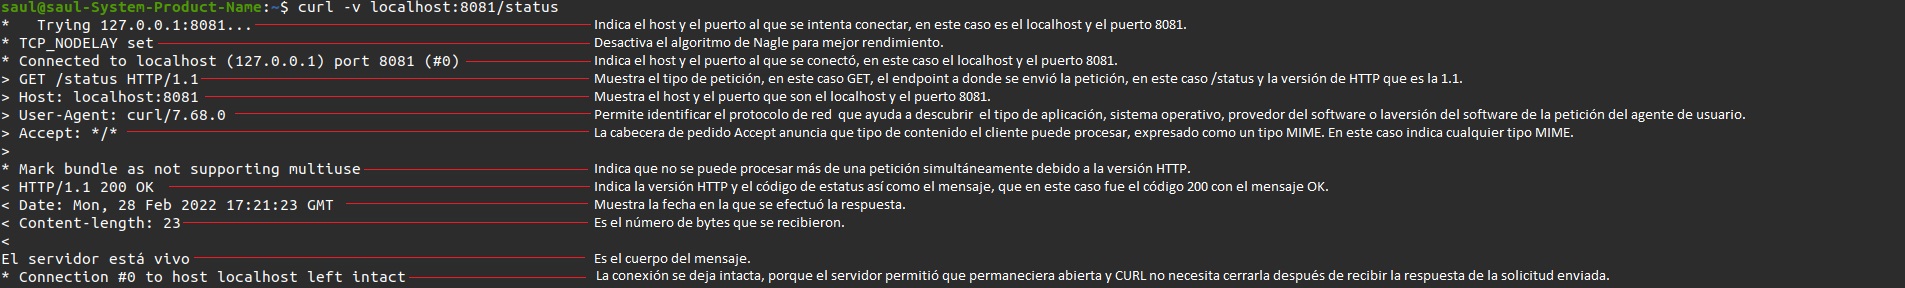 saul@saul-System-Product-Name:~$ curl -v localhost:8081/status
*   Trying 127.0.0.1:8081... Indica el host y el puerto al que se intenta conectar, en este caso es el localhost y el puerto 8081.
* TCP_NODELAY set Desactiva el algoritmo de Nagle para mejor rendimiento.
* Connected to localhost (127.0.0.1) port 8081 (#0) Indica el host y el puerto al que se conectó, en este caso el localhost y el puerto 8081.
> GET /status HTTP/1.1 Muestra el tipo de petición, en este caso GET, el endpoint a donde se envió la petición, en este caso /status y la versión de HTTP que es la 1.1.
> Host: localhost:8081 Muestra el host y el puerto que son el localhost y el puerto 8081.
> User-Agent: curl/7.68.0 Permite identificar el protocolo de red que ayuda a descubrir el tipo de aplicación, sistema operativo, provedor del software o laversión del software de la petición del agente de usuario.
> Accept: */* La cabecera de pedido Accept anuncia que tipo de contenido el cliente puede procesar, expresado como un tipo MIME. En este caso indica cualquier tipo MIME.
>
* Mark bundle as not supporting multiuse Indica que no se puede procesar más de una petición simultáneamente debido a la versión HTTP.
< HTTP/1.1 200 OK Indica la versión HTTP y el código de estatus así como el mensaje, que en este caso fue el código 200 con el mensaje OK.
< Date: Mon, 28 Feb 2022 17:21:23 GMT Muestra la fecha en la que se efectuó la respuesta.
< Content-length: 23 Es el número de bytes que se recibieron.
<
El servidor está vivo Es el cuerpo del mensaje.
* Connection #0 to host localhost left intact La conexión se deja intacta, porque el servidor permitió que permaneciera abierta y CURL no necesita cerrarla después de recibir la respuesta de la solicitud enviada.